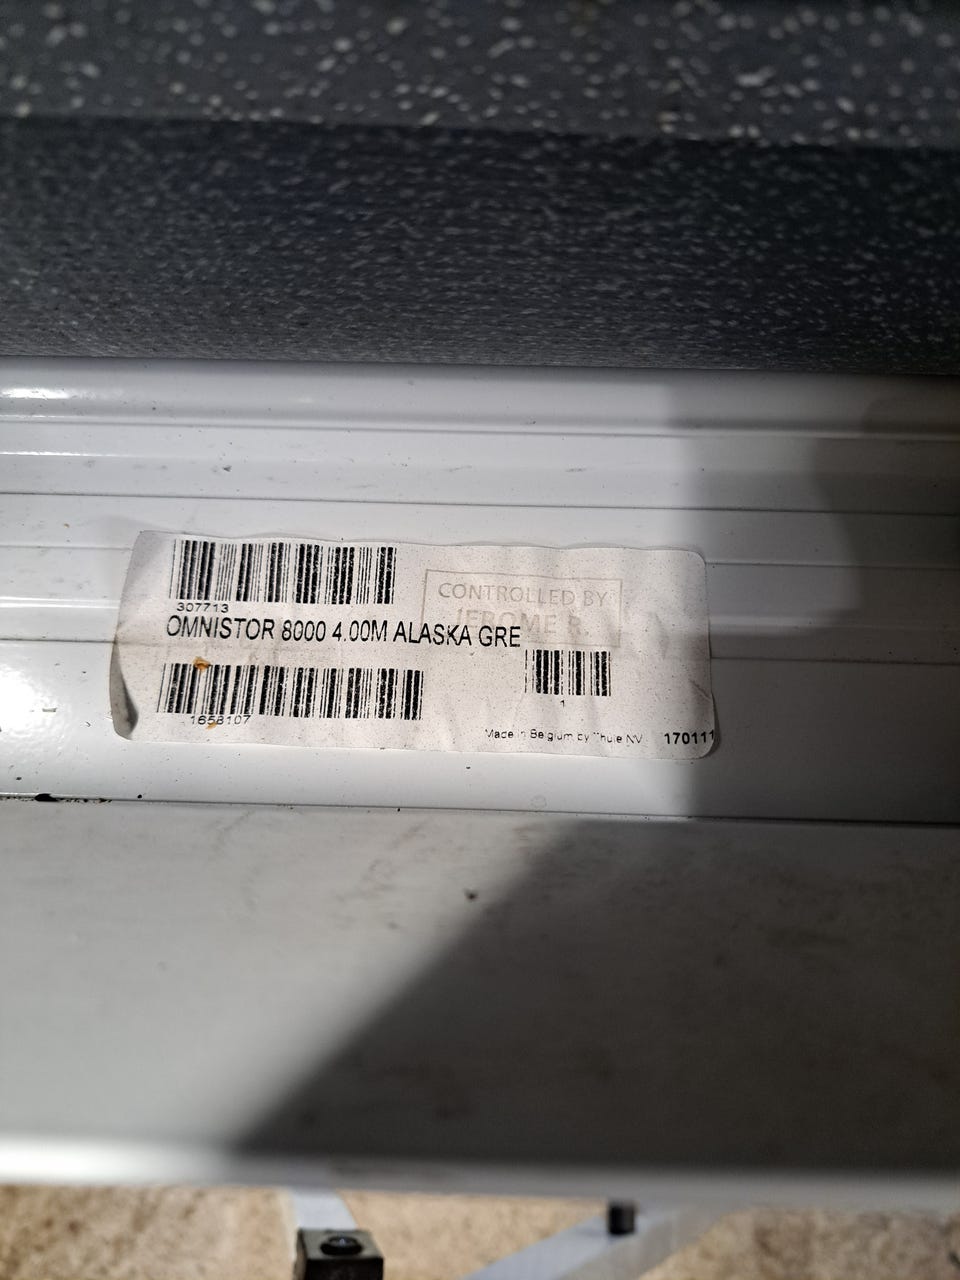 307713
CONTROLLED BY
JEROME R.
OMNISTOR 8000 4.00M ALASKA GRE
1
1658107
Made in Belgium by Thule NV
170111